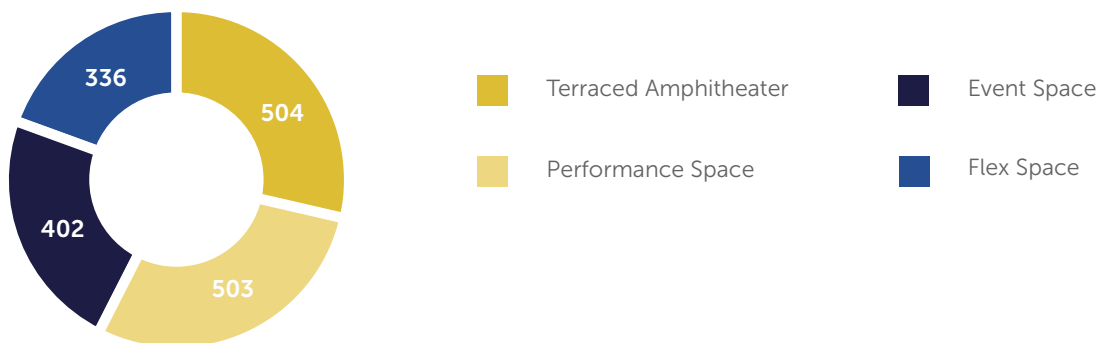 336
504
402
503
Terraced Amphitheater
Event Space
Performance Space
Flex Space